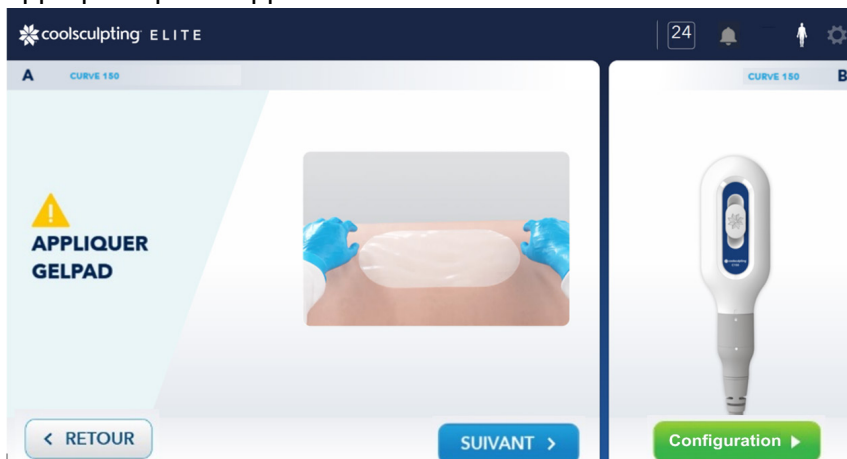 coolsculpting ELITE
24
A
CURVE 150
CURVE 150
B
APPLIQUER
GELPAD
RETOUR
SUIVANT
Configuration